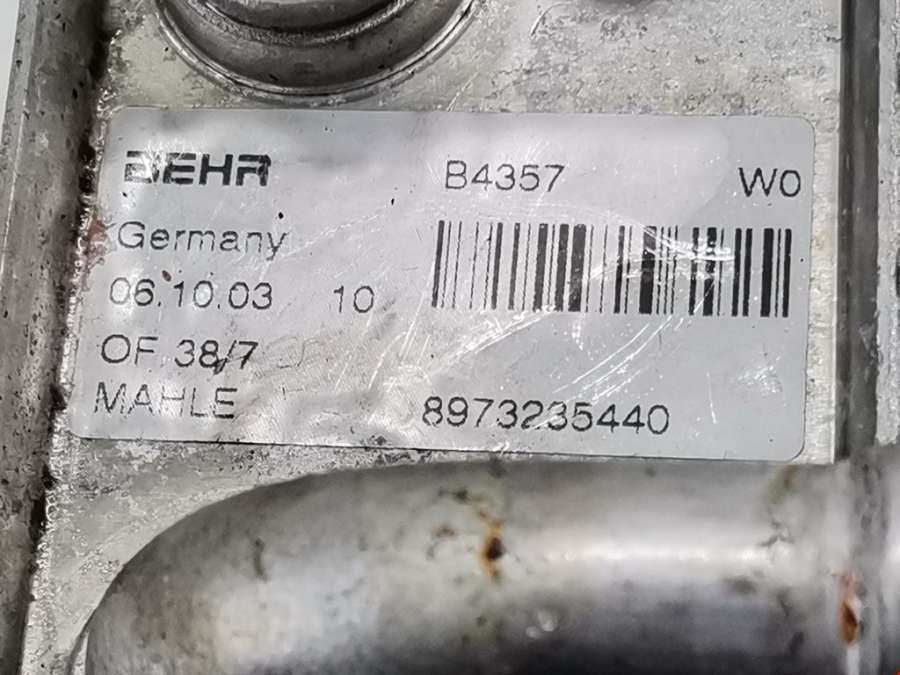 BEHR B4357 W0
Germany
06.10.03 10
OF 38/7
MAHLE 8973235440